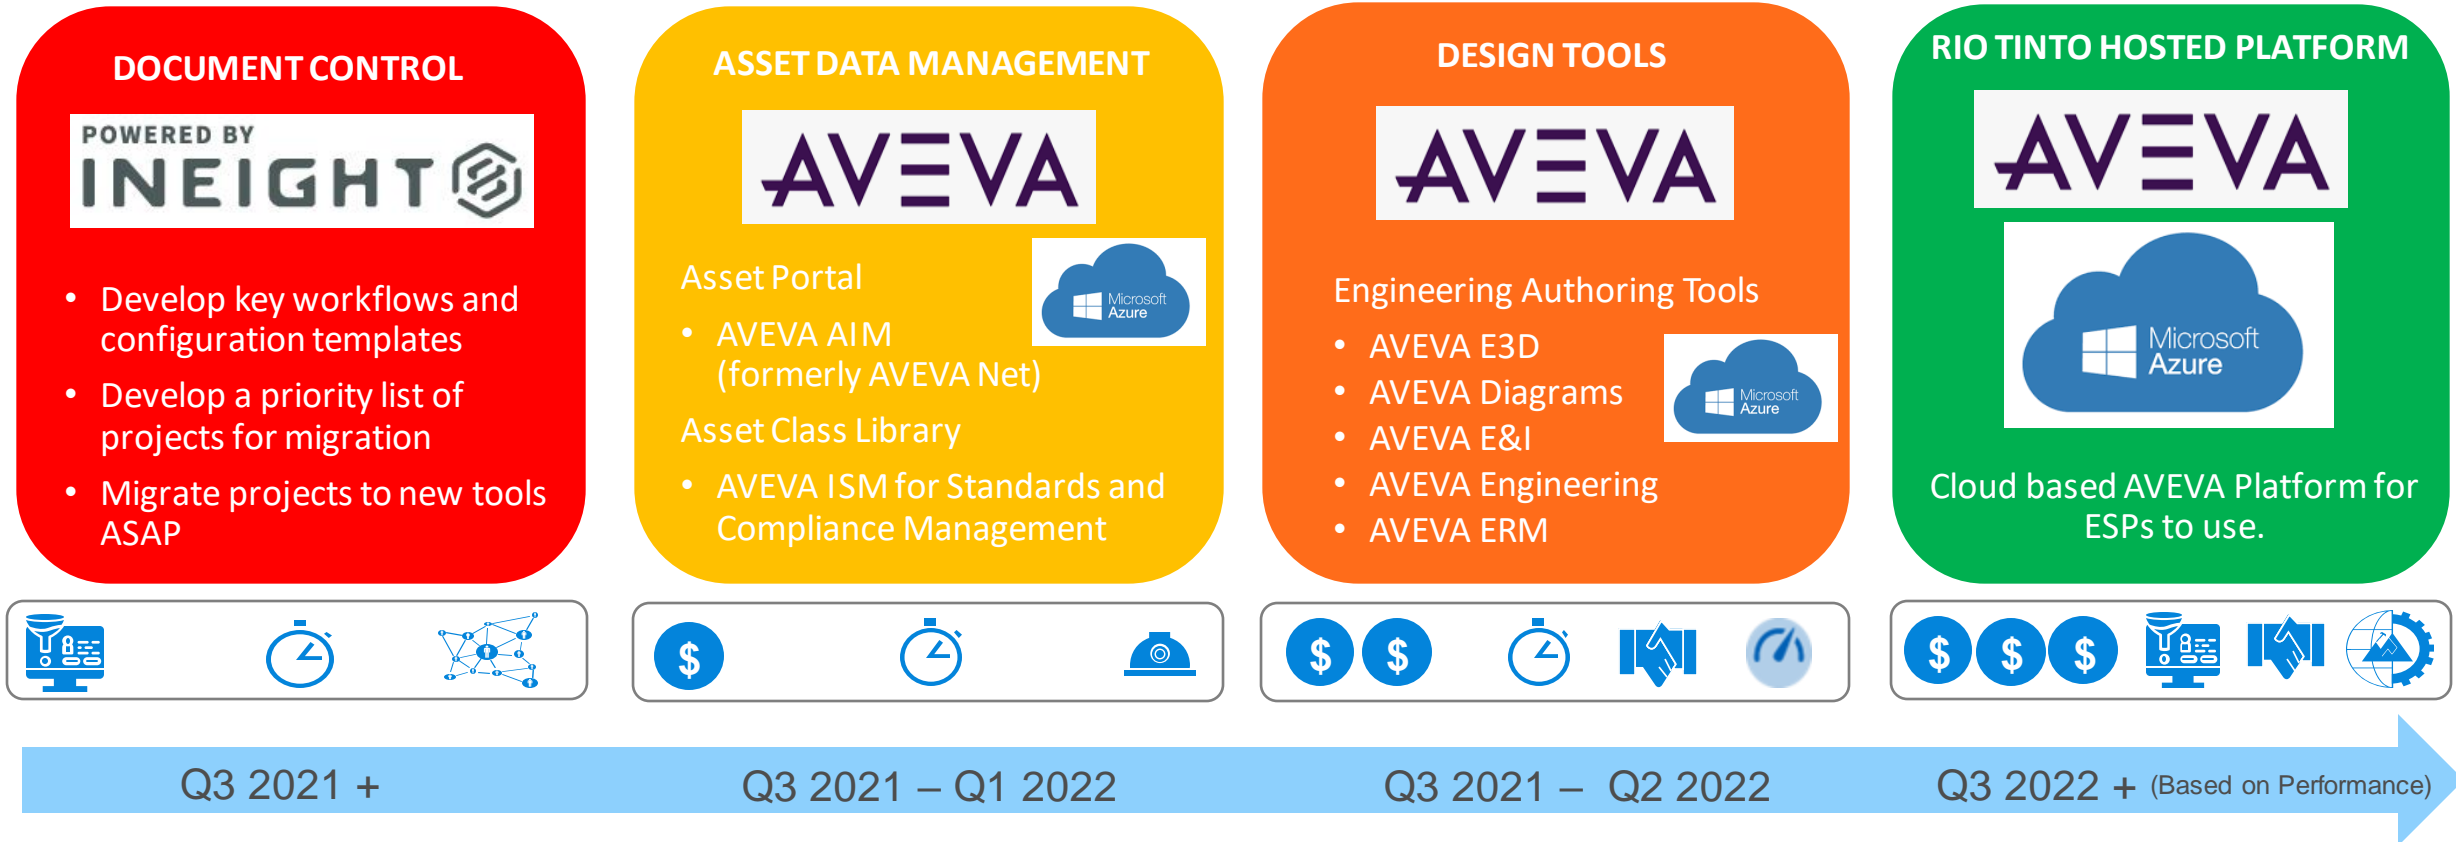 DOCUMENT CONTROL
POWERED BY
INEIGHT
• Develop key workflows and
configuration templates
• Develop a priority list of
projects for migration
• Migrate projects to new tools
ASAP
ASSET DATA MANAGEMENT
AVEVA
Microsoft
Azure
Asset Portal
• AVEVA AIM
(formerly AVEVA Net)
Asset Class Library
• AVEVA ISM for Standards and
Compliance Management
DESIGN TOOLS
AVEVA
Engineering Authoring Tools
• AVEVA E3D
• AVEVA Diagrams
• AVEVA E&I
• AVEVA Engineering
• AVEVA ERM
Microsoft
Azure
RIO TINTO HOSTED PLATFORM
AVEVA
Microsoft
Azure
Cloud based AVEVA Platform for
ESPs to use.
$
$ $
$ $ $
Q3 2021 +
Q3 2021 – Q1 2022
Q3 2021 – Q2 2022
Q3 2022 + (Based on Performance)